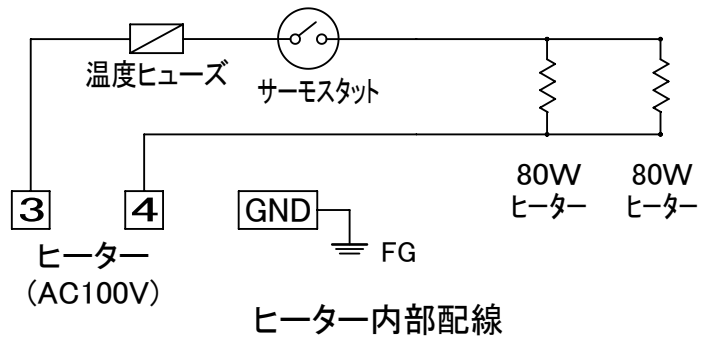 温度ヒューズ
サーモスタット
80W
ヒーター
80W
ヒーター
3
4
GND
FG
ヒーター
(AC100V)
ヒーター内部配線